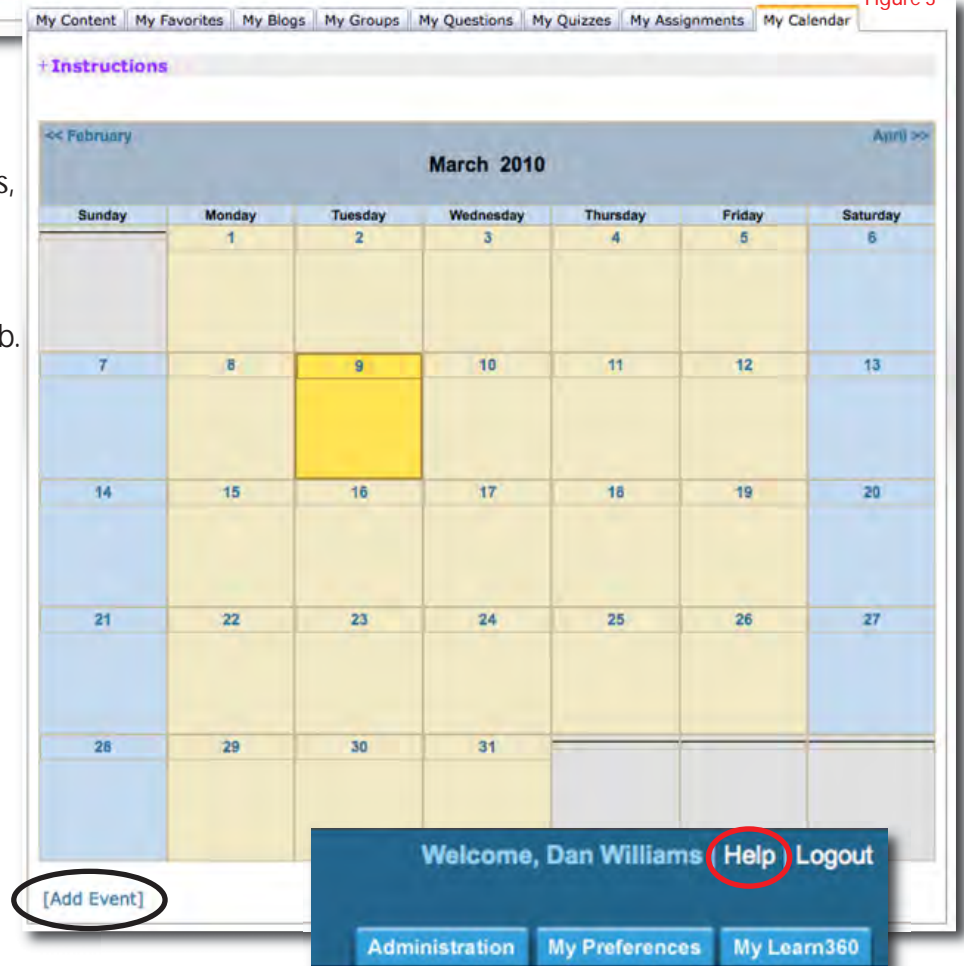 Figure 3
My Content My Favorites My Blogs My Groups My Questions My Quizzes My Assignments My Calendar
+Instructions
<< February April >>
March 2010
s,
Sunday Monday Tuesday Wednesday Thursday Friday Saturday
1 2 3 4 5 6
b.
7 8 9 10 11 12 13
14 15 16 17 18 19 20
21 22 23 24 25 26 27
28 29 30 31
Welcome, Dan Williams | Help | Logout
[Add Event]
Administration My Preferences My Learn360